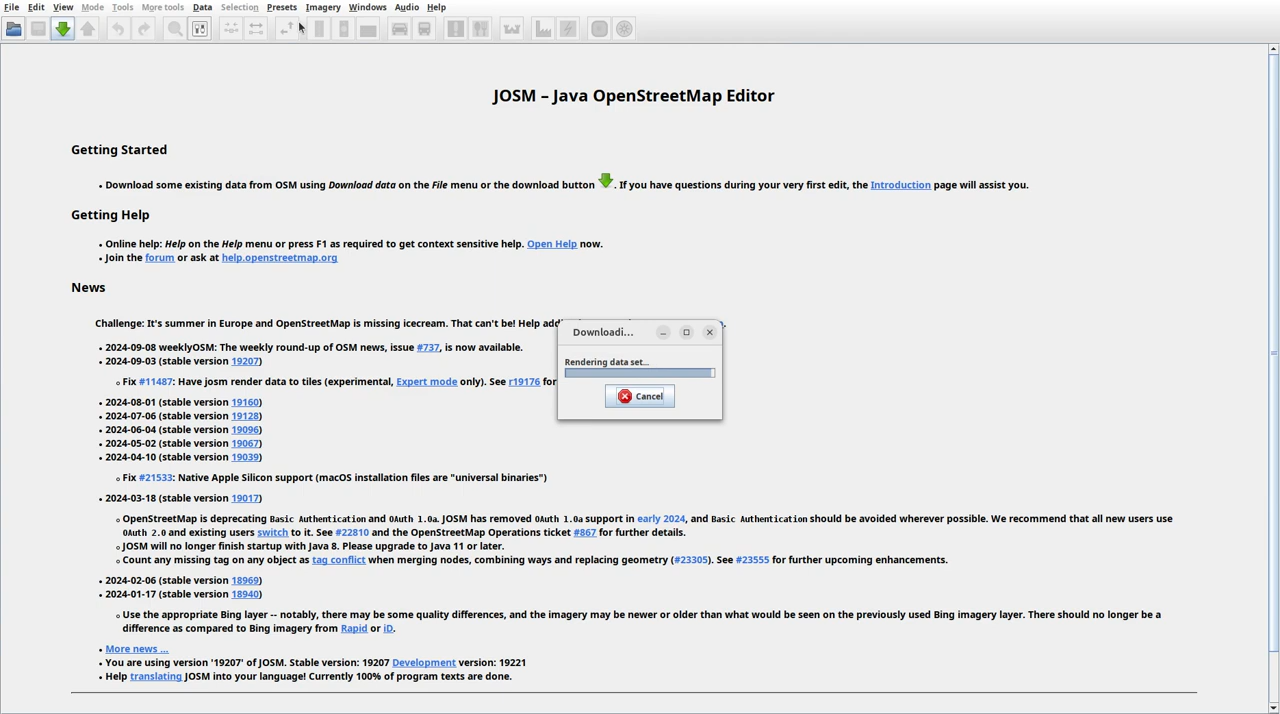 File Edit View Mode Tools More tools Data Selection Presets Imagery Windows Audio Help
JOSM – Java OpenStreetMap Editor
Getting Started
• Download some existing data from OSM using Download data on the File menu or the download button . If you have questions during your very first edit, the Introduction page will assist you.
Getting Help
• Online help: Help on the Help menu or press F1 as required to get context sensitive help. Open Help now.
• Join the forum or ask at help.openstreetmap.org
News
Challenge: It's summer in Europe and OpenStreetMap is missing icecream. That can't be! Help
• 2024-09-08 weeklyOSM: The weekly round-up of OSM news, issue #737, is now available.
• 2024-09-03 (stable version 19207)
Downloadi...
Rendering data set...
Cancel
◦ Fix #11487: Have josm render data to tiles (experimental, Expert mode only). See r19176 for
• 2024-08-01 (stable version 19160)
• 2024-07-06 (stable version 19128)
• 2024-06-04 (stable version 19096)
• 2024-05-02 (stable version 19067)
• 2024-04-10 (stable version 19039)
◦ Fix #21533: Native Apple Silicon support (macOS installation files are "universal binaries")
• 2024-03-18 (stable version 19017)
◦ OpenStreetMap is deprecating Basic Authentication and OAuth 1.0a. JOSM has removed OAuth 1.0a support in early 2024, and Basic Authentication should be avoided wherever possible. We recommend that all new users use
OAuth 2.0 and existing users switch to it. See #22810 and the OpenStreetMap Operations ticket #867 for further details.
◦ JOSM will no longer finish startup with Java 8. Please upgrade to Java 11 or later.
◦ Count any missing tag on any object as tag conflict when merging nodes, combining ways and replacing geometry (#23305). See #23555 for further upcoming enhancements.
• 2024-02-06 (stable version 18969)
• 2024-01-17 (stable version 18940)
◦ Use the appropriate Bing layer -- notably, there may be some quality differences, and the imagery may be newer or older than what would be seen on the previously used Bing imagery layer. There should no longer be a
difference as compared to Bing imagery from Rapid or iD.
• More news ...
• You are using version '19207' of JOSM. Stable version: 19207 Development version: 19221
• Help translating JOSM into your language! Currently 100% of program texts are done.